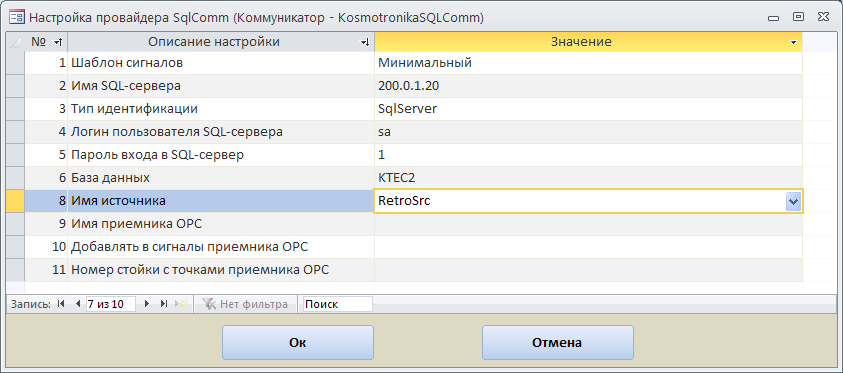 Настройка провайдера SqlComm (Коммуникатор - KosmotronikaSQLComm)
№ Описание настройки Значение
1 Шаблон сигналов Минимальный
2 Имя SQL-сервера 200.0.1.20
3 Тип идентификации SqlServer
4 Логин пользователя SQL-сервера sa
5 Пароль входа в SQL-сервер 1
6 База данных КТЕС2
8 Имя источника RetroSrc
9 Имя приемника OPC
10 Добавлять в сигналы приемника OPC
11 Номер стойки с точками приемника OPC
Запись: 7 из 10 Нет фильтра Поиск
Ок Отмена